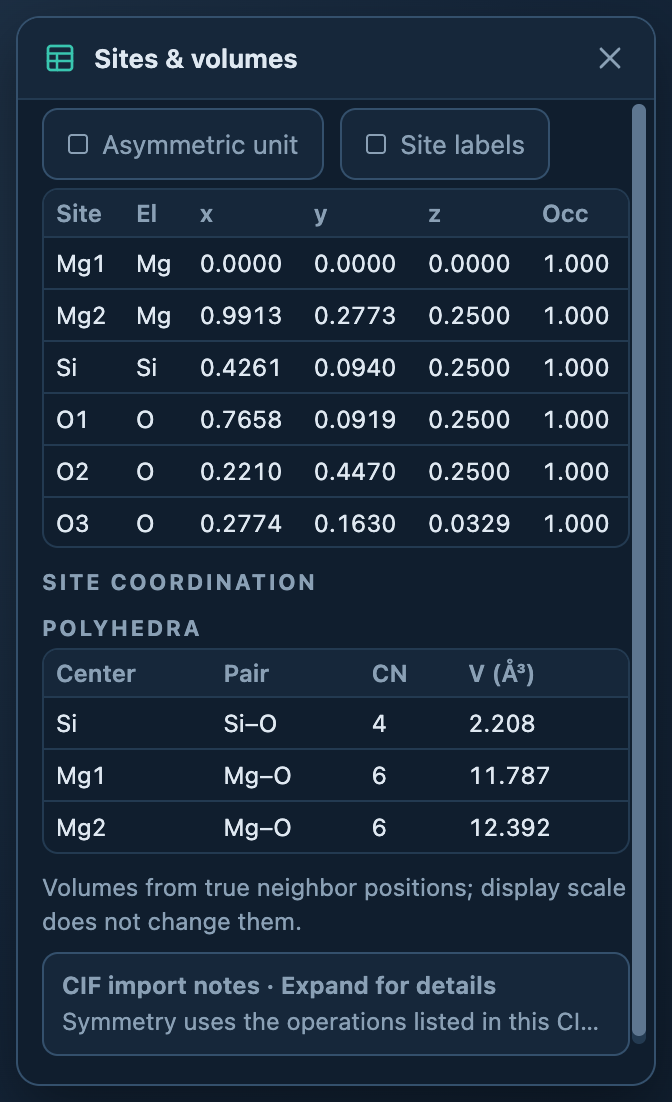 Sites & volumes
Asymmetric unit Site labels
Site El x y z Occ
Mg1 Mg 0.0000 0.0000 0.0000 1.000
Mg2 Mg 0.9913 0.2773 0.2500 1.000
Si Si 0.4261 0.0940 0.2500 1.000
O1 O 0.7658 0.0919 0.2500 1.000
O2 O 0.2210 0.4470 0.2500 1.000
O3 O 0.2774 0.1630 0.0329 1.000
SITE COORDINATION
POLYHEDRA
Center Pair CN V (Å³)
Si Si–O 4 2.208
Mg1 Mg–O 6 11.787
Mg2 Mg–O 6 12.392
Volumes from true neighbor positions; display scale
does not change them.
CIF import notes · Expand for details
Symmetry uses the operations listed in this CI...